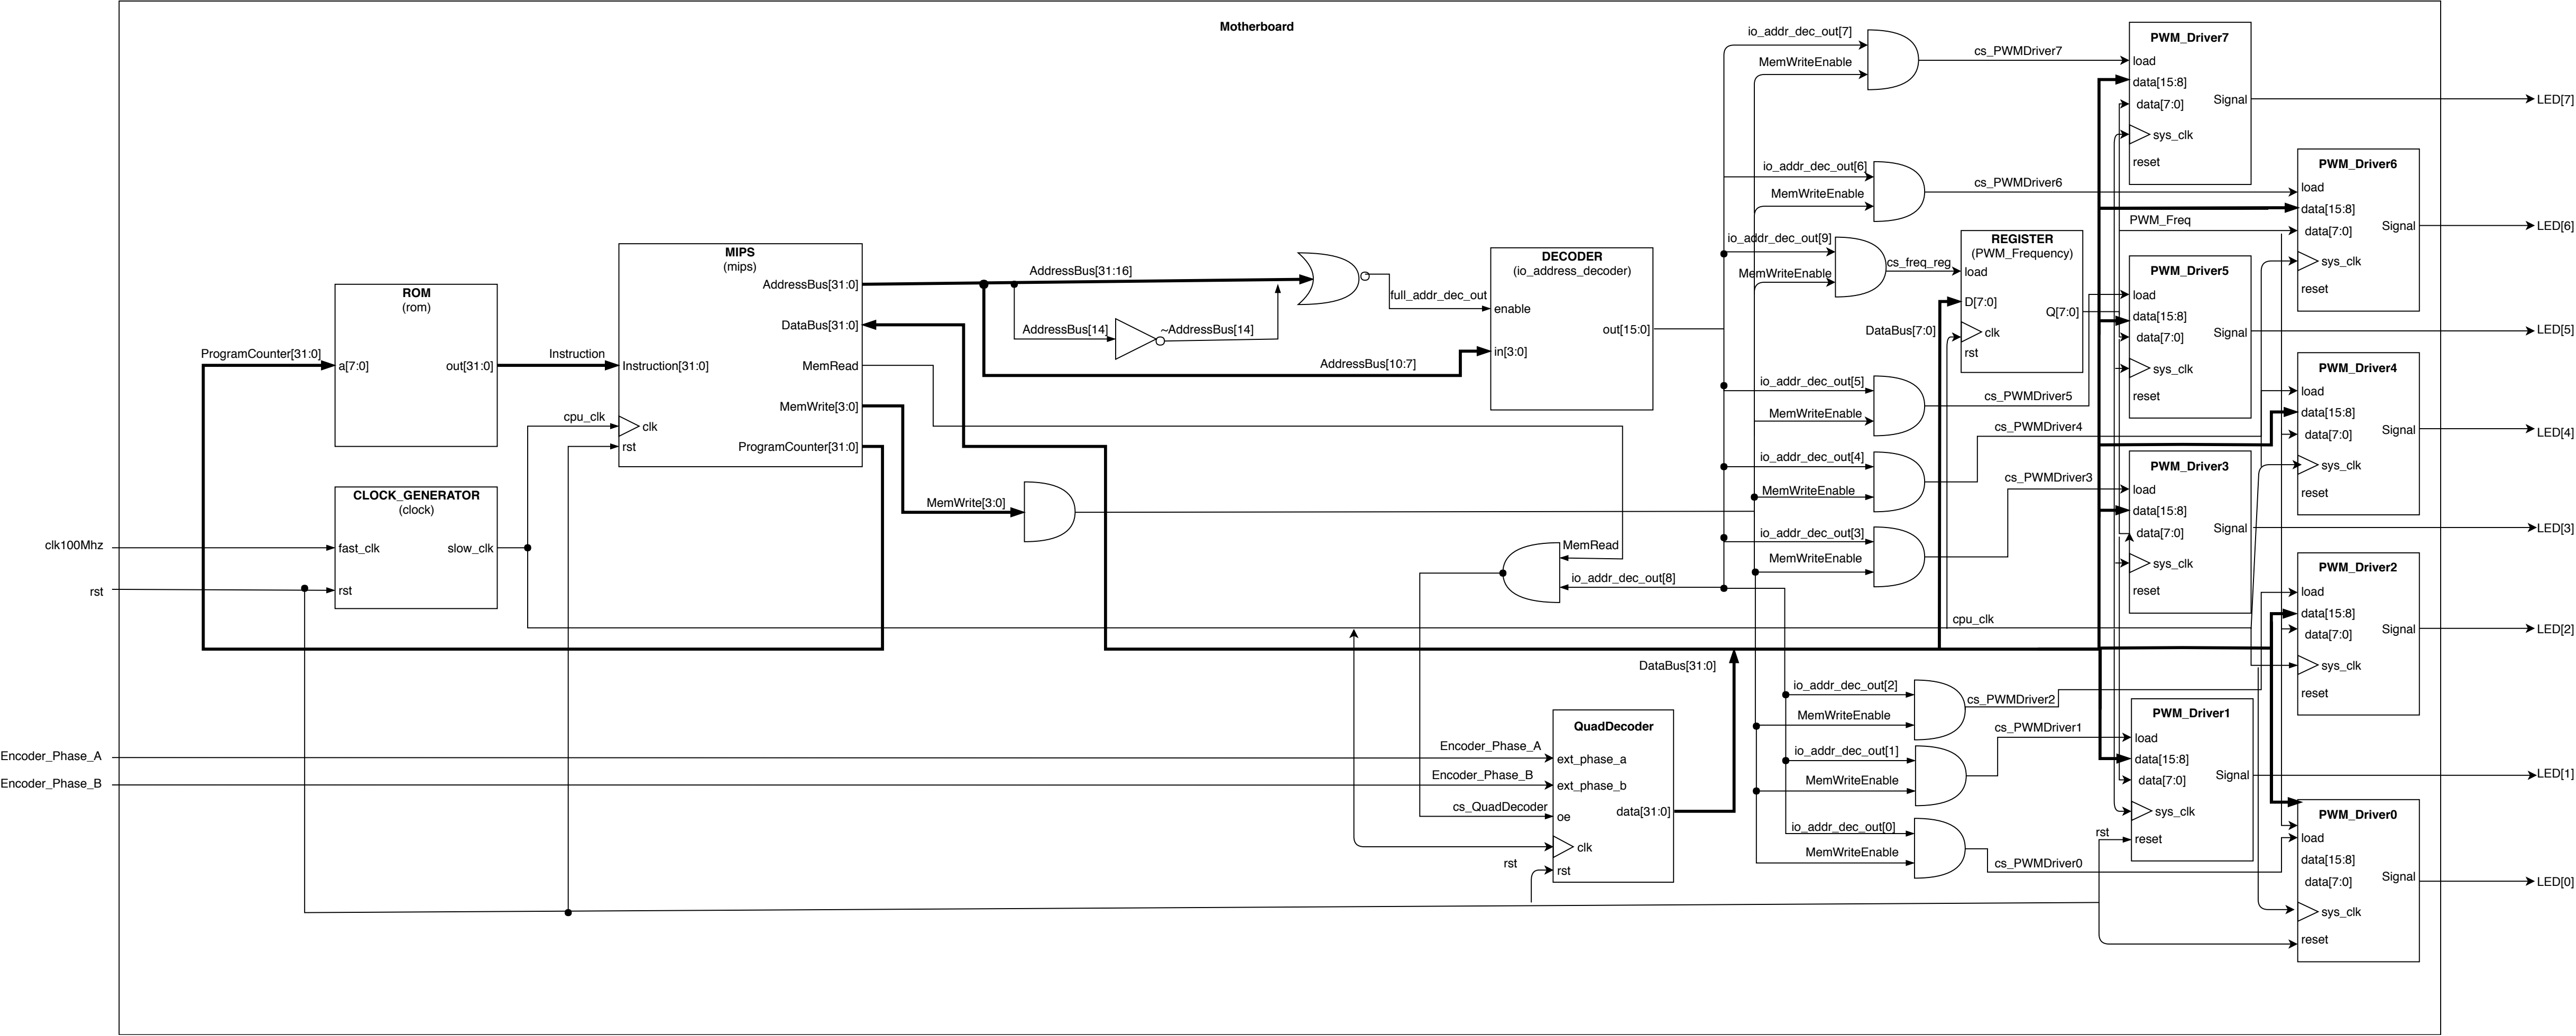 Motherboard
clk100Mhz
rst
Encoder_Phase_A
Encoder_Phase_B
ROM
(rom)
ProgramCounter[31:0]
a[7:0]
out[31:0]
Instruction
CLOCK_GENERATOR
(clock)
fast_clk
slow_clk
rst
cpu_clk
MIPS
(mips)
AddressBus[31:0]
DataBus[31:0]
Instruction[31:0]
MemRead
MemWrite[3:0]
clk
rst
ProgramCounter[31:0]
AddressBus[31:16]
AddressBus[14]
~AddressBus[14]
AddressBus[10:7]
full_addr_dec_out
MemWrite[3:0]
DECODER
(io_address_decoder)
enable
in[3:0]
out[15:0]
MemRead
io_addr_dec_out[8]
DataBus[31:0]
QuadDecoder
Encoder_Phase_A
ext_phase_a
Encoder_Phase_B
ext_phase_b
cs_QuadDecoder
oe
data[31:0]
clk
rst
rst
io_addr_dec_out[7]
MemWriteEnable
cs_PWMDriver7
io_addr_dec_out[6]
MemWriteEnable
cs_PWMDriver6
io_addr_dec_out[9]
MemWriteEnable
cs_freq_reg
REGISTER
(PWM_Frequency)
load
D[7:0]
Q[7:0]
clk
rst
DataBus[7:0]
PWM_Freq
io_addr_dec_out[5]
MemWriteEnable
cs_PWMDriver5
io_addr_dec_out[4]
MemWriteEnable
cs_PWMDriver4
io_addr_dec_out[3]
MemWriteEnable
cs_PWMDriver3
cpu_clk
io_addr_dec_out[2]
MemWriteEnable
cs_PWMDriver2
io_addr_dec_out[1]
MemWriteEnable
cs_PWMDriver1
io_addr_dec_out[0]
MemWriteEnable
cs_PWMDriver0
rst
PWM_Driver7
load
data[15:8]
data[7:0]
Signal
sys_clk
reset
LED[7]
PWM_Driver6
load
data[15:8]
data[7:0]
Signal
sys_clk
reset
LED[6]
PWM_Driver5
load
data[15:8]
data[7:0]
Signal
sys_clk
reset
LED[5]
PWM_Driver4
load
data[15:8]
data[7:0]
Signal
sys_clk
reset
LED[4]
PWM_Driver3
load
data[15:8]
data[7:0]
Signal
sys_clk
reset
LED[3]
PWM_Driver2
load
data[15:8]
data[7:0]
Signal
sys_clk
reset
LED[2]
PWM_Driver1
load
data[15:8]
data[7:0]
Signal
sys_clk
reset
LED[1]
PWM_Driver0
load
data[15:8]
data[7:0]
Signal
sys_clk
reset
LED[0]